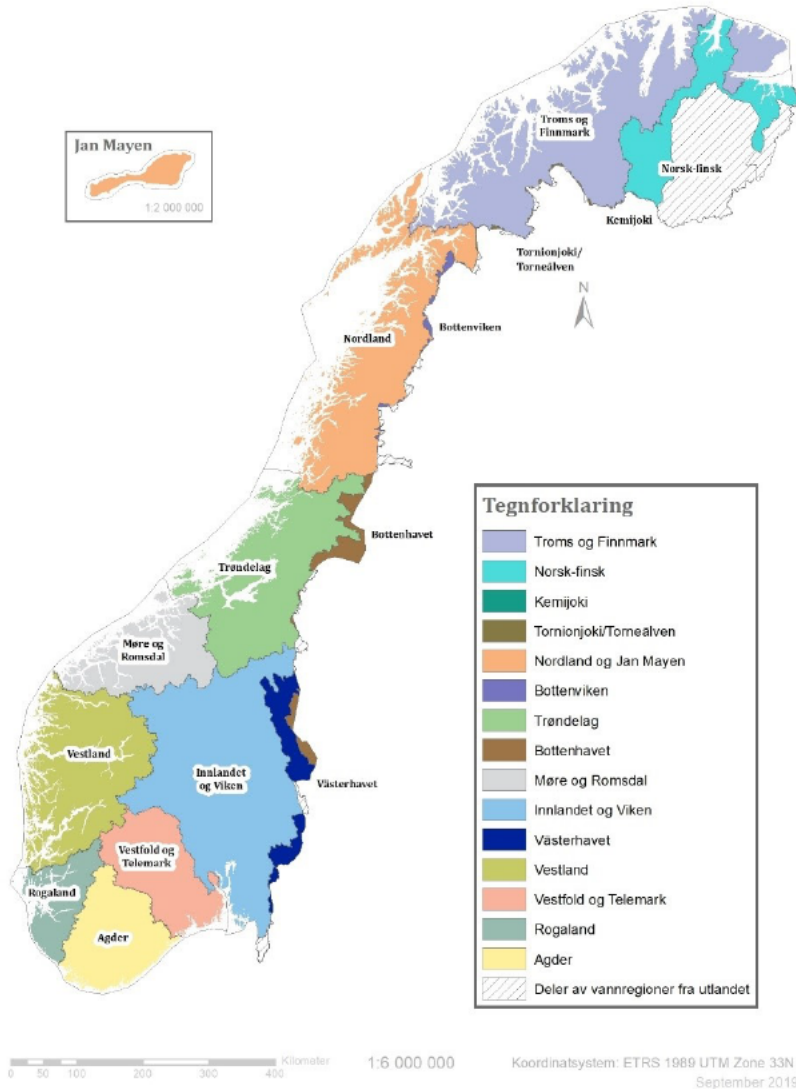 Jan Mayen
1:2 000 000
Troms og
Finnmark
Norsk-finsk
Kemijoki
Tornionjoki/
Torneälven
N
Bottenviken
Nordland
Bottenhavet
Trøndelag
Møre og
Romsdal
Vestland
Innlandet
og Viken
Västerhavet
Vestfold og
Telemark
Rogaland
Agder
Tegnforklaring
Troms og Finnmark
Norsk-finsk
Kemijoki
Tornionjoki/Torneälven
Nordland og Jan Mayen
Bottenviken
Trøndelag
Bottenhavet
Møre og Romsdal
Innlandet og Viken
Västerhavet
Vestland
Vestfold og Telemark
Rogaland
Agder
Deler av vannregioner fra utlandet
Kilometer
0 50 100 200 300 400
1:6 000 000
Koordinatsystem: ETRS 1989 UTM Zone 33N